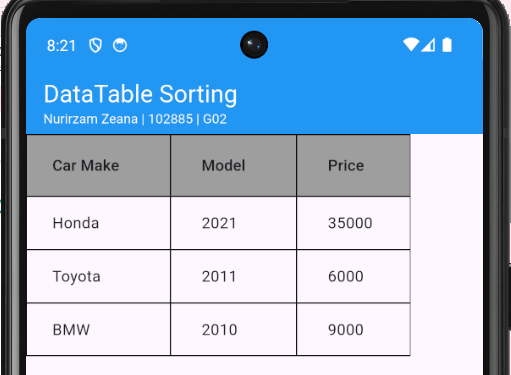 8:21
DataTable Sorting
Nurirzam Zeana | 102885 | G02
Car Make Model Price
Honda 2021 35000
Toyota 2011 6000
BMW 2010 9000